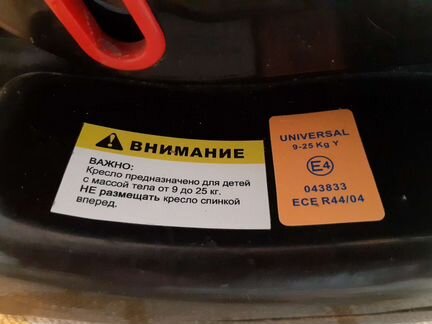 ВНИМАНИЕ
ВАЖНО:
Кресло предназначено для детей
с массой тела от 9 до 25 кг.
НЕ размещать кресло спинкой
вперед.
UNIVERSAL
9-25 Kg Y
E4
043833
ECE R44/04